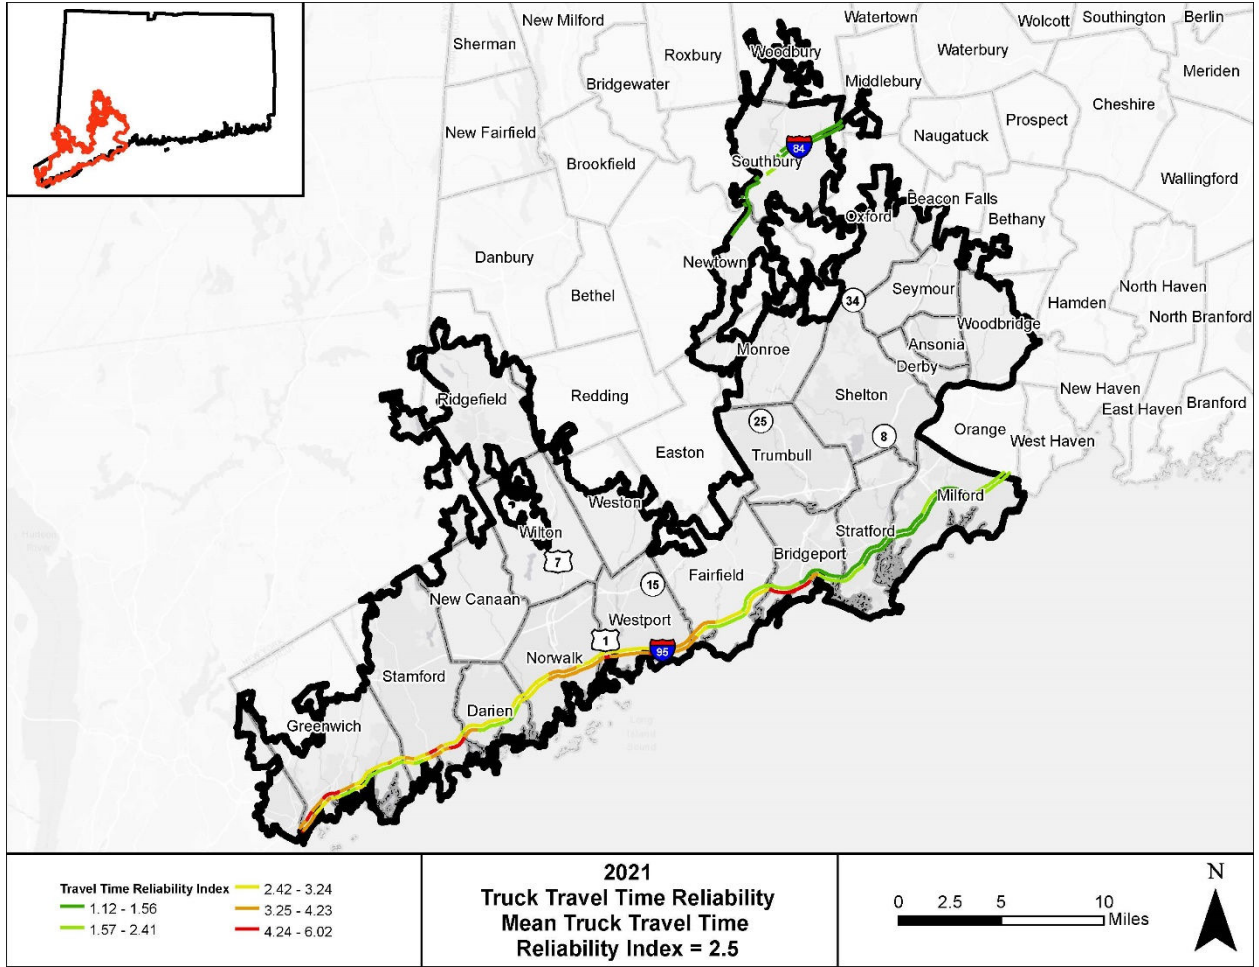 New Milford
Watertown
Wolcott
Southington
Berlin
Sherman
Roxbury
Woodbury
Waterbury
Meriden
Bridgewater
Middlebury
Cheshire
New Fairfield
Prospect
Naugatuck
84
Southbury
Brookfield
Wallingford
Beacon Falls
Oxford
Bethany
Danbury
Newtown
Seymour
Hamden
North Haven
Bethel
34
Woodbridge
North Branford
Ansonia
Monroe
Derby
Ridgefield
Redding
Shelton
New Haven
East Haven
Branford
25
8
Orange
West Haven
Easton
Trumbull
Weston
Milford
Wilton
Stratford
7
Bridgeport
15
Fairfield
New Canaan
Westport
1
Norwalk
95
Stamford
Darien
Greenwich
Long
Island
Sound
Travel Time Reliability Index
1.12 - 1.56
1.57 - 2.41
2.42 - 3.24
3.25 - 4.23
4.24 - 6.02
2021
Truck Travel Time Reliability
Mean Truck Travel Time
Reliability Index = 2.5
0 2.5 5 10
Miles
N